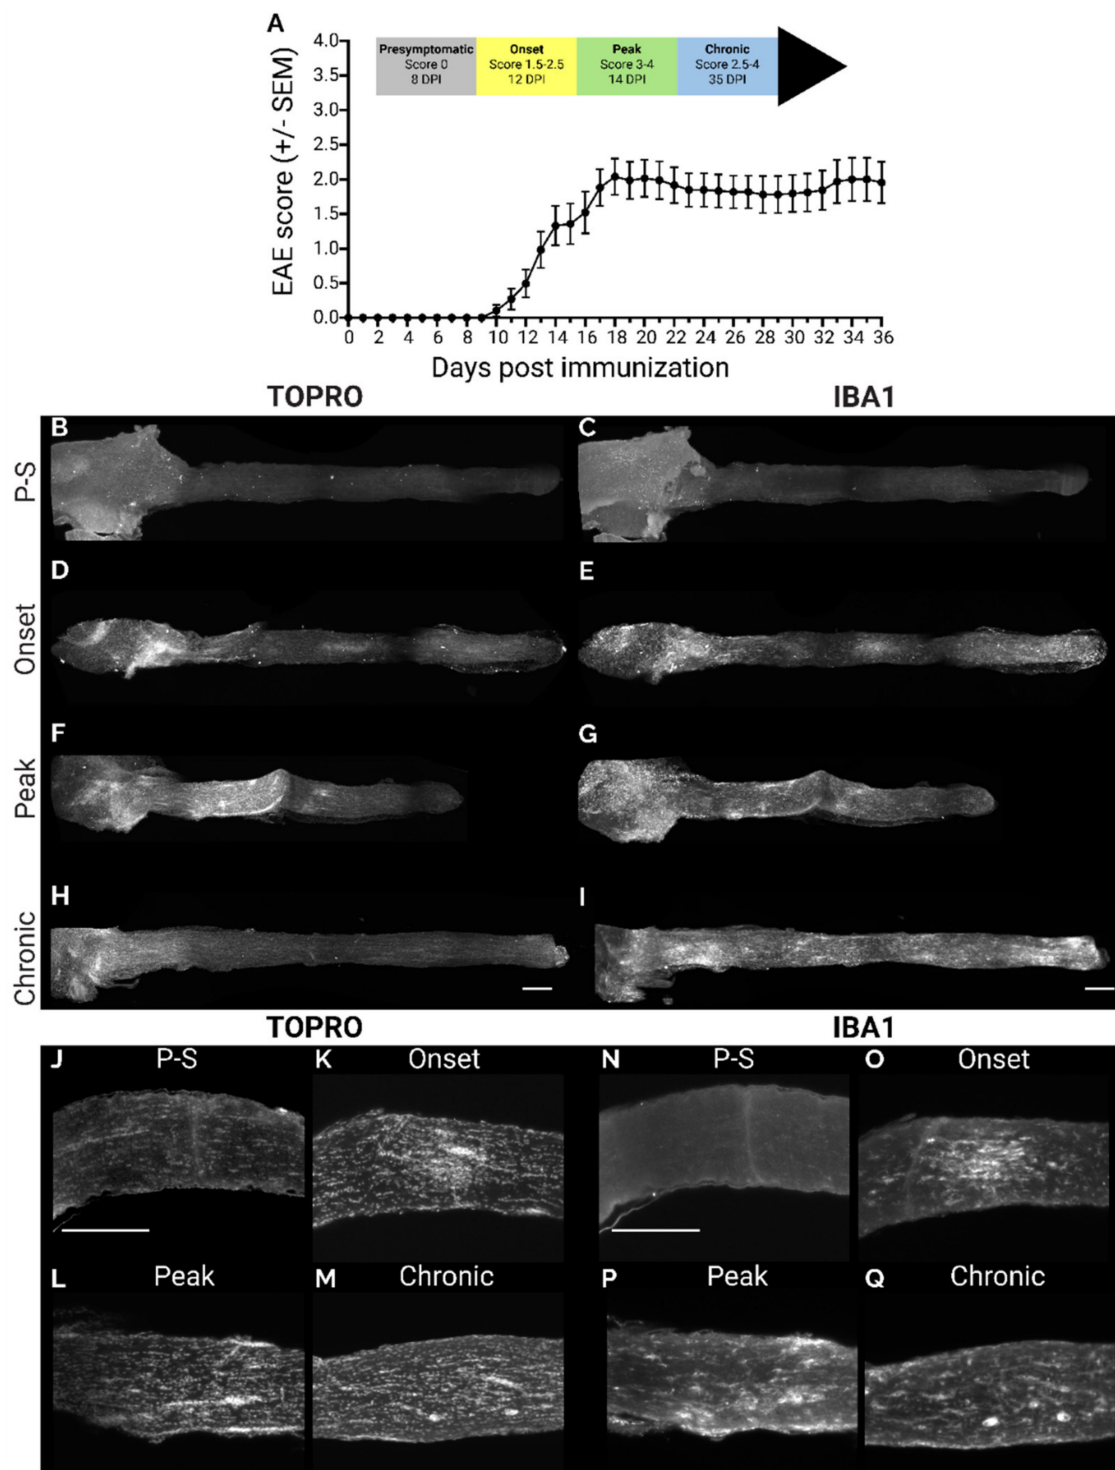 A
EAE score (+/- SEM)
4.0
3.5
3.0
2.5
2.0
1.5
1.0
0.5
0.0
Presymptomatic
Score 0
8 DPI
Onset
Score 1.5-2.5
12 DPI
Peak
Score 3-4
14 DPI
Chronic
Score 2.5-4
35 DPI
0 2 4 6 8 10 12 14 16 18 20 22 24 26 28 30 32 34 36
Days post immunization
TOPRO IBA1
P-S
B C
Onset
D E
Peak
F G
Chronic
H I
TOPRO IBA1
J P-S K Onset N P-S O Onset
L Peak M Chronic P Peak Q Chronic